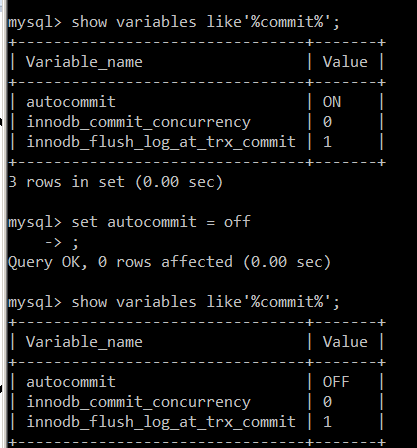 mysql> show variables like'%commit%';
+--------------------------------+-------+
| Variable_name                  | Value |
+--------------------------------+-------+
| autocommit                     | ON    |
| innodb_commit_concurrency      | 0     |
| innodb_flush_log_at_trx_commit | 1     |
+--------------------------------+-------+
3 rows in set (0.00 sec)
mysql> set autocommit = off
    -> ;
Query OK, 0 rows affected (0.00 sec)
mysql> show variables like'%commit%';
+--------------------------------+-------+
| Variable_name                  | Value |
+--------------------------------+-------+
| autocommit                     | OFF   |
| innodb_commit_concurrency      | 0     |
| innodb_flush_log_at_trx_commit | 1     |